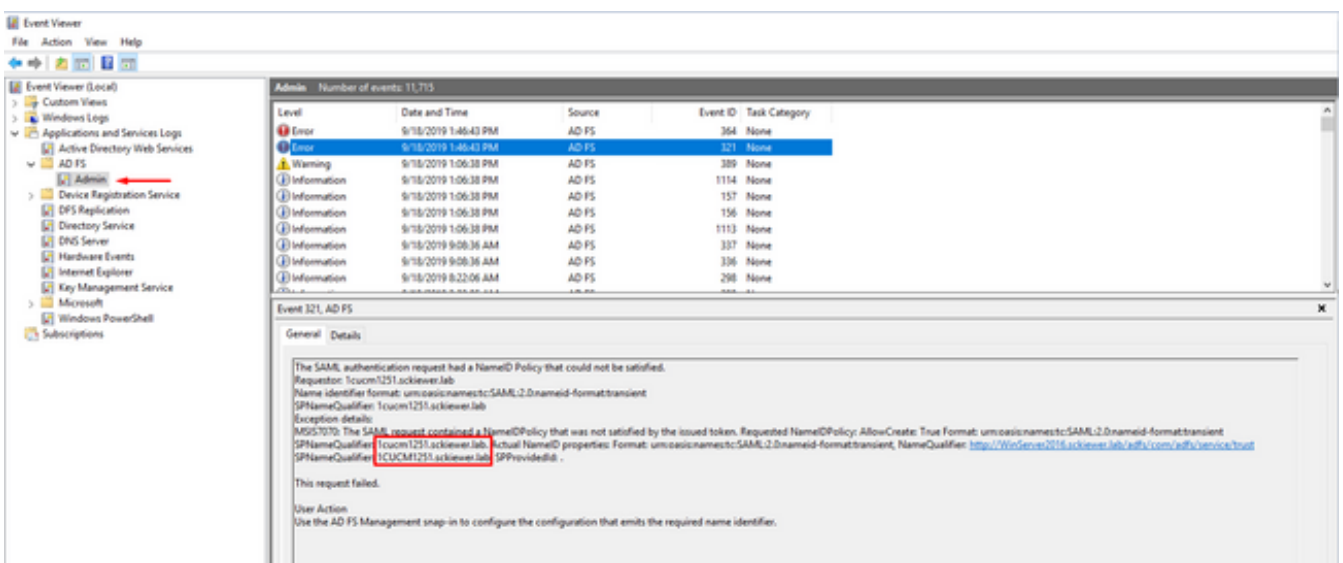 Event Viewer
File Action View Help
Event Viewer (Local)
Custom Views
Windows Logs
Applications and Services Logs
Active Directory Web Services
AD FS
Admin
Device Registration Service
DFS Replication
Directory Service
DNS Server
Hardware Events
Internet Explorer
Key Management Service
Microsoft
Windows PowerShell
Subscriptions
Admin Number of events: 11,715
Level Date and Time Source Event ID Task Category
Error 9/18/2019 1:46:43 PM AD FS 364 None
Error 9/18/2019 1:46:43 PM AD FS 321 None
Warning 9/18/2019 1:06:38 PM AD FS 389 None
Information 9/18/2019 1:06:38 PM AD FS 1114 None
Information 9/18/2019 1:06:38 PM AD FS 157 None
Information 9/18/2019 1:06:38 PM AD FS 156 None
Information 9/18/2019 1:06:38 PM AD FS 1113 None
Information 9/18/2019 9:08:36 AM AD FS 337 None
Information 9/18/2019 9:08:36 AM AD FS 336 None
Information 9/18/2019 8:22:06 AM AD FS 298 None
Event 321, AD FS
General Details
The SAML authentication request had a NameID Policy that could not be satisfied.
Requestor: 1cucm1251.sckiewer.lab
Name identifier format: urn:oasis:names:tc:SAML:2.0:nameid-format:transient
SPNameQualifier: 1cucm1251.sckiewer.lab
Exception details:
MSIS7070: The SAML request contained a NameIDPolicy that was not satisfied by the issued token. Requested NameIDPolicy: AllowCreate: True Format: urn:oasis:names:tc:SAML:2.0:nameid-format:transient
SPNameQualifier: 1cucm1251.sckiewer.lab. Actual NameID properties: Format: urn:oasis:names:tc:SAML:2.0:nameid-format:transient, NameQualifier: http://WinServer2016.sckiewer.lab/adfs/com/adfs/service/trust
SPNameQualifier: 1CUCM1251.sckiewer.lab, SPProvidedId: .
This request failed.
User Action
Use the AD FS Management snap-in to configure the configuration that emits the required name identifier.